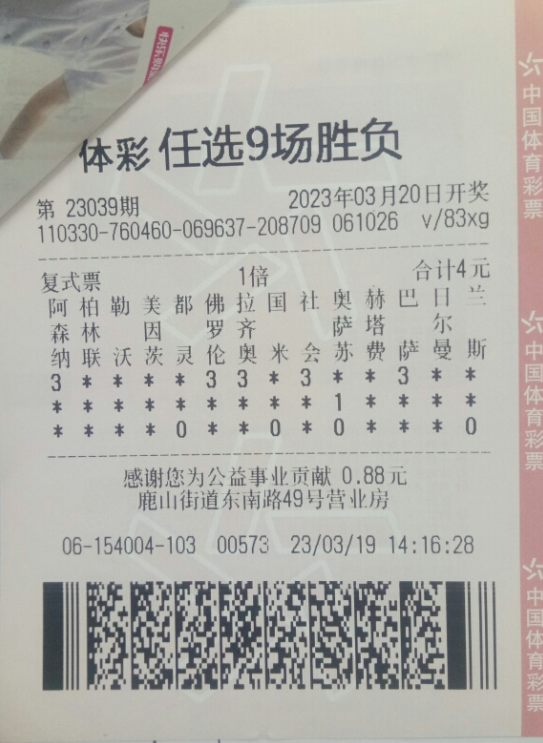 体彩 任选9场胜负
第 23039期 2023年03月20日开奖
110330-760460-069637-208709 061026 v/83xg
复式票 1倍 合计4元
阿 柏 勒 美 都 佛 拉 国 社 奥 赫 巴 日 兰
森 林 因 罗 齐 萨 塔 尔
纳 联 沃 茨 灵 伦 奥 米 会 苏 费 萨 曼 斯
3 * * * * 3 3 * 3 * * 3 * *
* * * * * * * * * 1 * * * *
* * * * 0 * * 0 * 0 * * * 0
感谢您为公益事业贡献 0.88元
鹿山街道东南路49号营业房
06-154004-103 00573 23/03/19 14:16:28
中国体育彩票
中国体育彩票
中国体育彩票